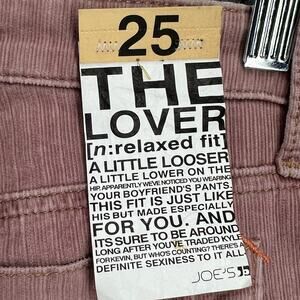 25
THE
LOVER
[n:relaxed fit]
A LITTLE LOOSER
A LITTLE LOWER ON THE
HIP. APPARENTLY WE'VE NOTICED YOU WEARING
YOUR BOYFRIEND'S PANTS.
THIS FIT IS JUST LIKE
HIS BUT MADE ESPECIALLY
FOR YOU. AND
IT'S SURE TO BE AROUND
LONG AFTER YOU'VE TRADED KYLE
FOR KEVIN, BUT WHO'S COUNTING? THERE'S A
DEFINITE SEXINESS TO IT ALL
JOE'S